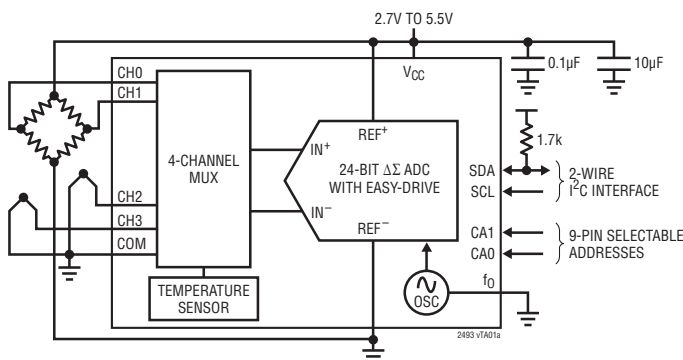 2.7V TO 5.5V
VCC
0.1µF
10µF
CH0
CH1
1.7k
REF+
IN+
4-CHANNEL
MUX
24-BIT ΔΣ ADC
WITH EASY-DRIVE
SDA
SCL
2-WIRE
I2C INTERFACE
IN−
CH2
CH3
COM
REF−
CA1
CA0
9-PIN SELECTABLE
ADDRESSES
TEMPERATURE
SENSOR
OSC
fO
2493 vTA01a